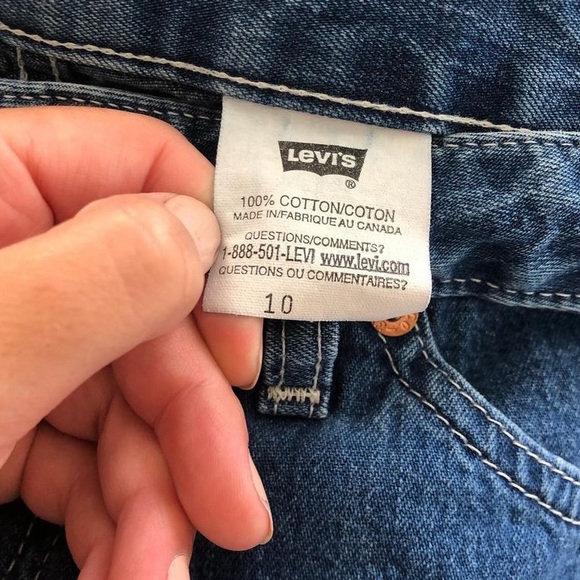 LEVI'S
®
100% COTTON/COTON
MADE IN/FABRIQUE AU CANADA
QUESTIONS/COMMENTS?
1-888-501-LEVI www.levi.com
QUESTIONS OU COMMENTAIRES?
10